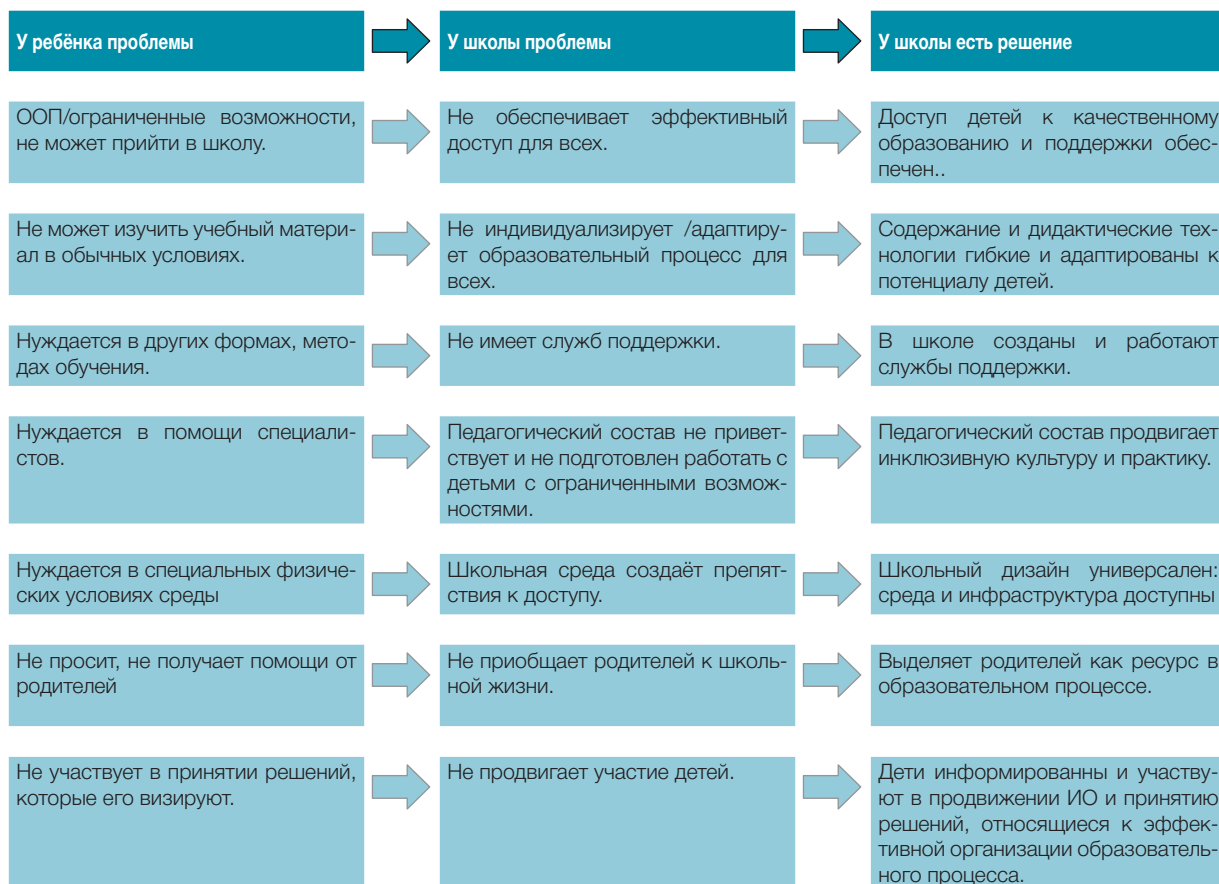 У ребёнка проблемы
У школы проблемы
У школы есть решение
ООП/ограниченные возможности,
не может прийти в школу.
Не обеспечивает эффективный
доступ для всех.
Доступ детей к качественному
образованию и поддержки обес-
печен..
Не может изучить учебный матери-
ал в обычных условиях.
Не индивидуализирует /адаптиру-
ет образовательный процесс для
всех.
Содержание и дидактические тех-
нологии гибкие и адаптированы к
потенциалу детей.
Нуждается в других формах, мето-
дах обучения.
Не имеет служб поддержки.
В школе созданы и работают
службы поддержки.
Нуждается в помощи специали-
стов.
Педагогический состав не привет-
ствует и не подготовлен работать с
детьми с ограниченными возмож-
ностями.
Педагогический состав продвигает
инклюзивную культуру и практику.
Нуждается в специальных физиче-
ских условиях среды
Школьная среда создаёт препят-
ствия к доступу.
Школьный дизайн универсален:
среда и инфраструктура доступны
Не просит, не получает помощи от
родителей
Не приобщает родителей к школь-
ной жизни.
Выделяет родителей как ресурс в
образовательном процессе.
Не участвует в принятии решений,
которые его визируют.
Не продвигает участие детей.
Дети информированны и участву-
ют в продвижении ИО и принятию
решений, относящиеся к эффек-
тивной организации образователь-
ного процесса.